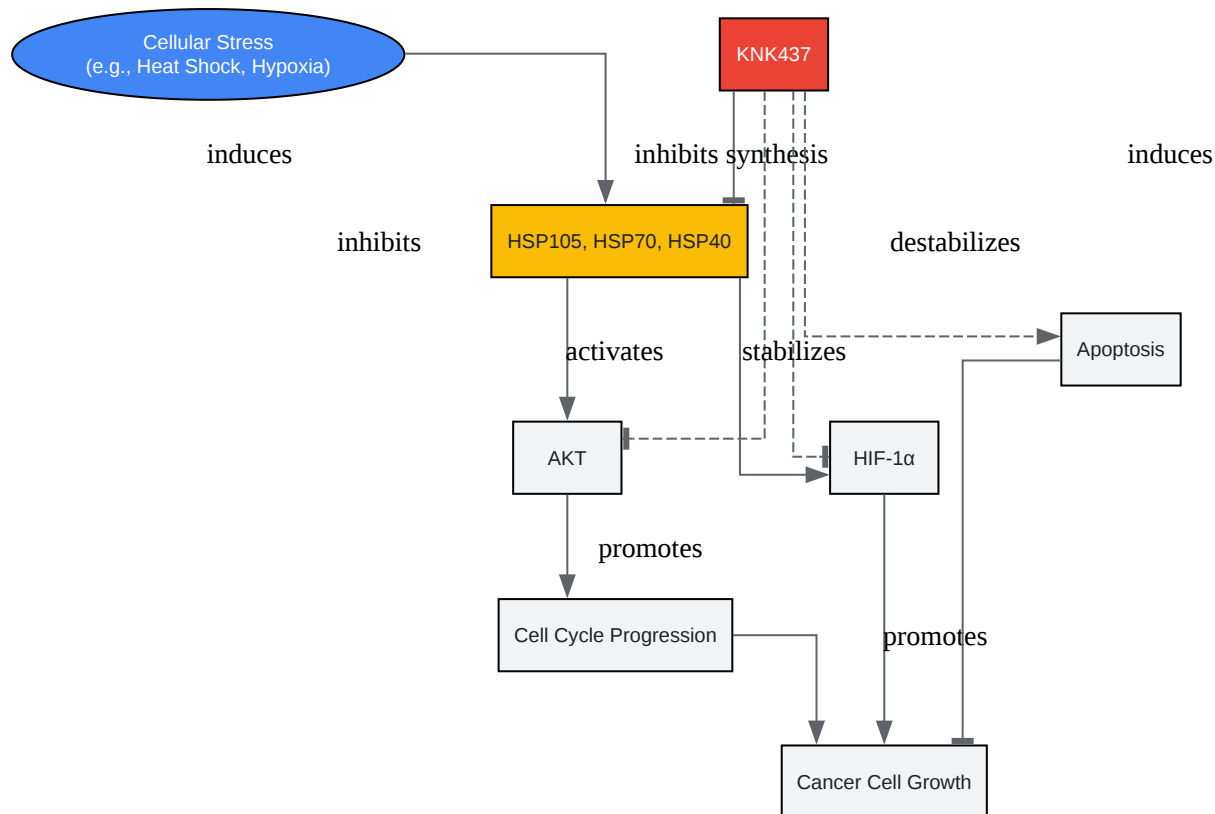 Cellular Stress
(e.g., Heat Shock, Hypoxia)
KNK437
induces
inhibits synthesis
induces
HSP105, HSP70, HSP40
inhibits
destabilizes
activates
stabilizes
Apoptosis
AKT
HIF-1α
promotes
Cell Cycle Progression
promotes
Cancer Cell Growth